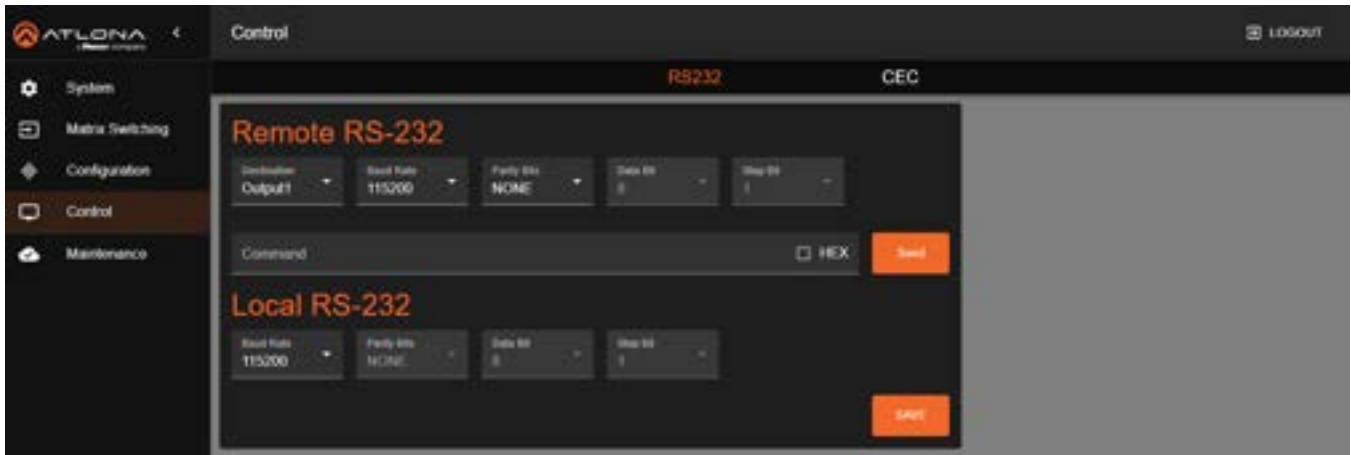 ATLONA
Control
LOGOUT
RS232 CEC
System
Matrix Switching
Configuration
Control
Maintenance
Remote RS-232
Destination Baud Rate Parity Bits Data Bit Stop Bit
Output1 115200 NONE 8 1
Command HEX Send
Local RS-232
Baud Rate Parity Bits Data Bit Stop Bit
115200 NONE 8 1
SAVE